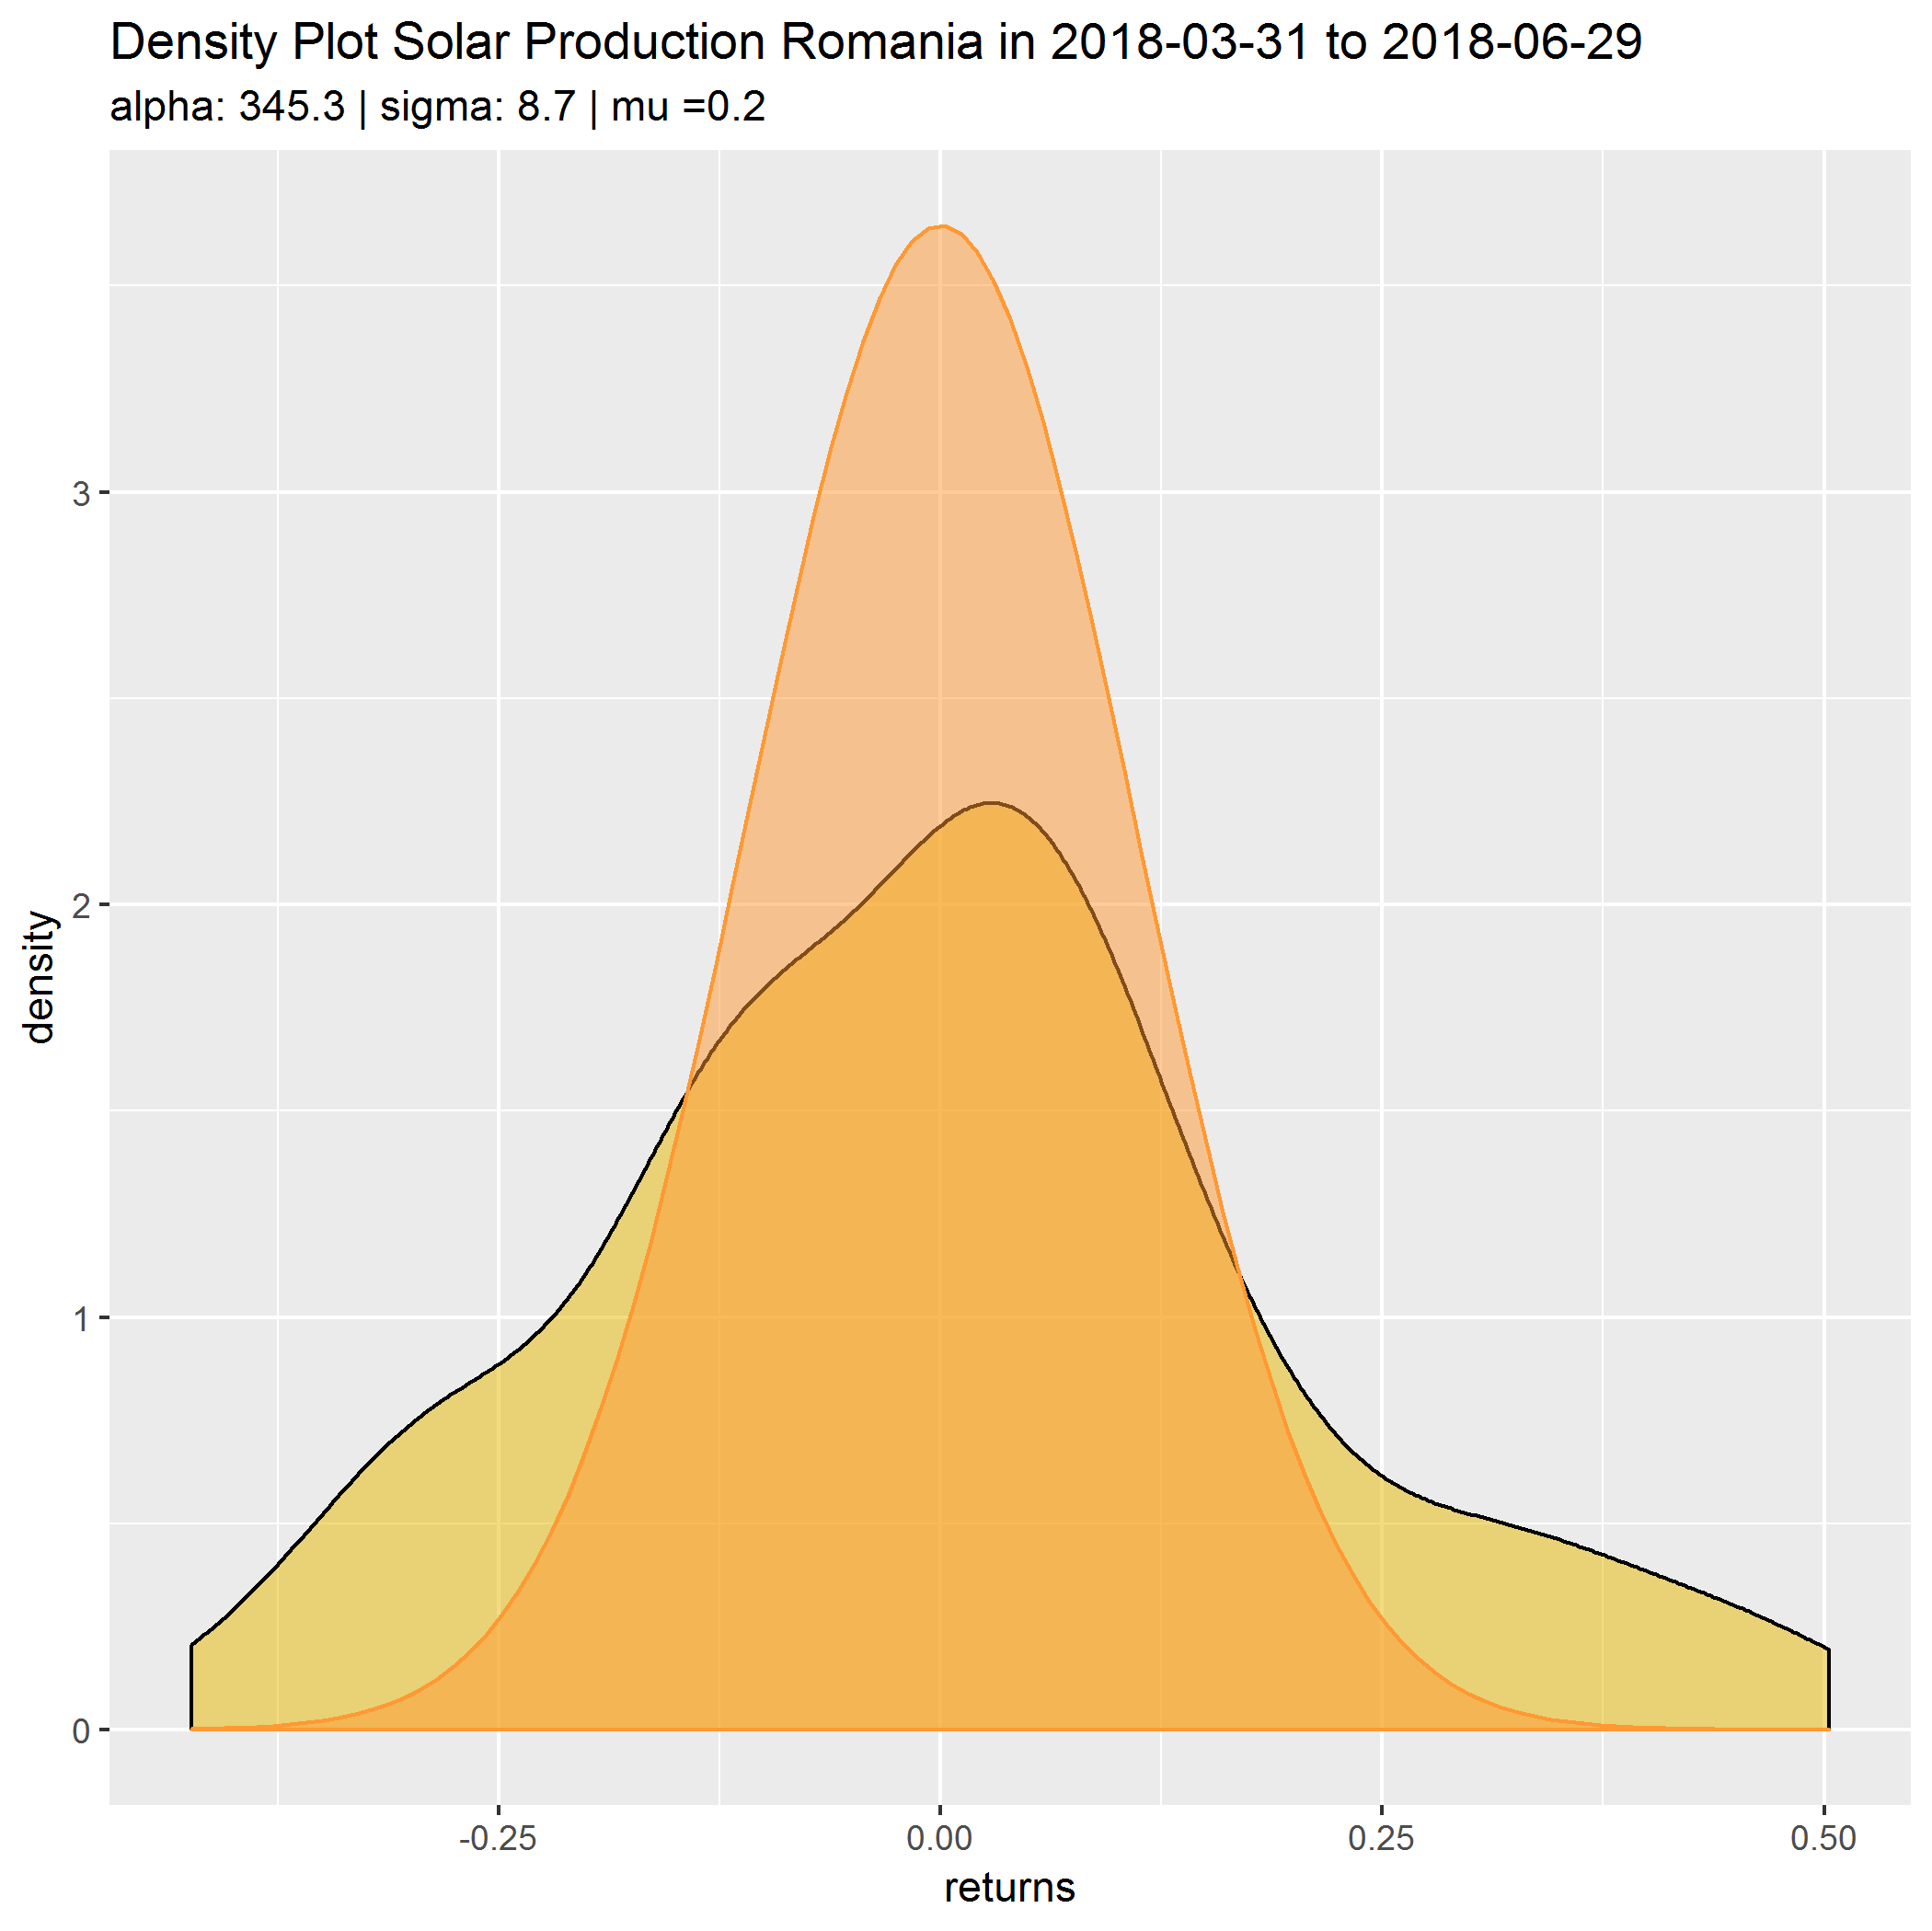 Density Plot Solar Production Romania in 2018-03-31 to 2018-06-29
alpha: 345.3 | sigma: 8.7 | mu =0.2
density
3
2
1
0
-0.25
0.00
0.25
0.50
returns